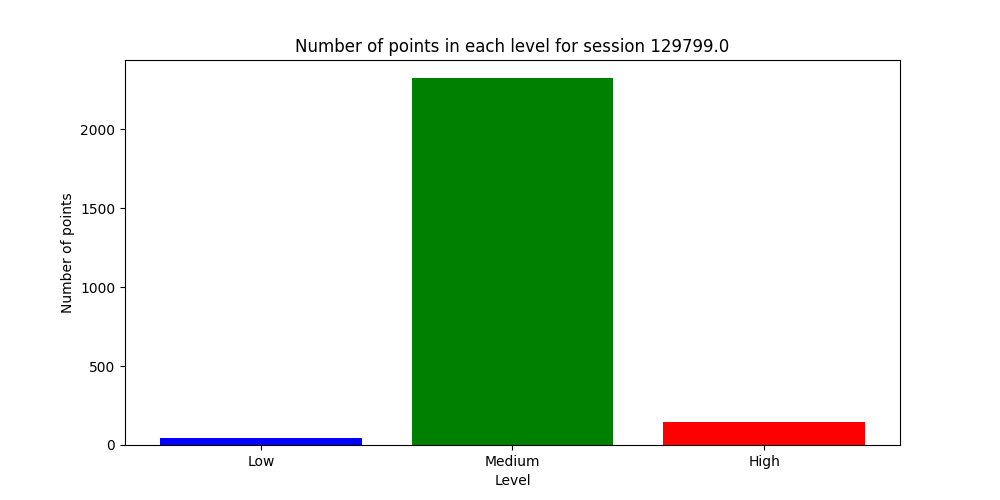 Number of points in each level for session 129799.0
Number of points
2000
1500
1000
500
0
Low Medium High
Level